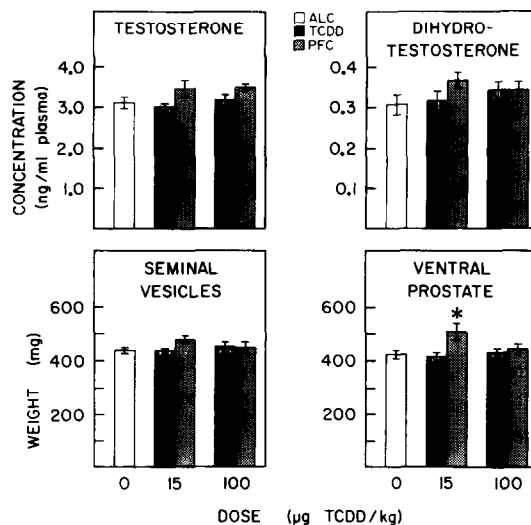 TESTOSTERONE
ALC
TCDD
PFC
DIHYDRO-
TESTOSTERONE
CONCENTRATION
(ng/ml plasma)
4.0
3.0
2.0
1.0
0.4
0.3
0.2
0.1
SEMINAL
VESICLES
VENTRAL
PROSTATE
*
WEIGHT (mg)
600
400
200
600
400
200
0 15 100
0 15 100
DOSE (µg TCDD/kg)